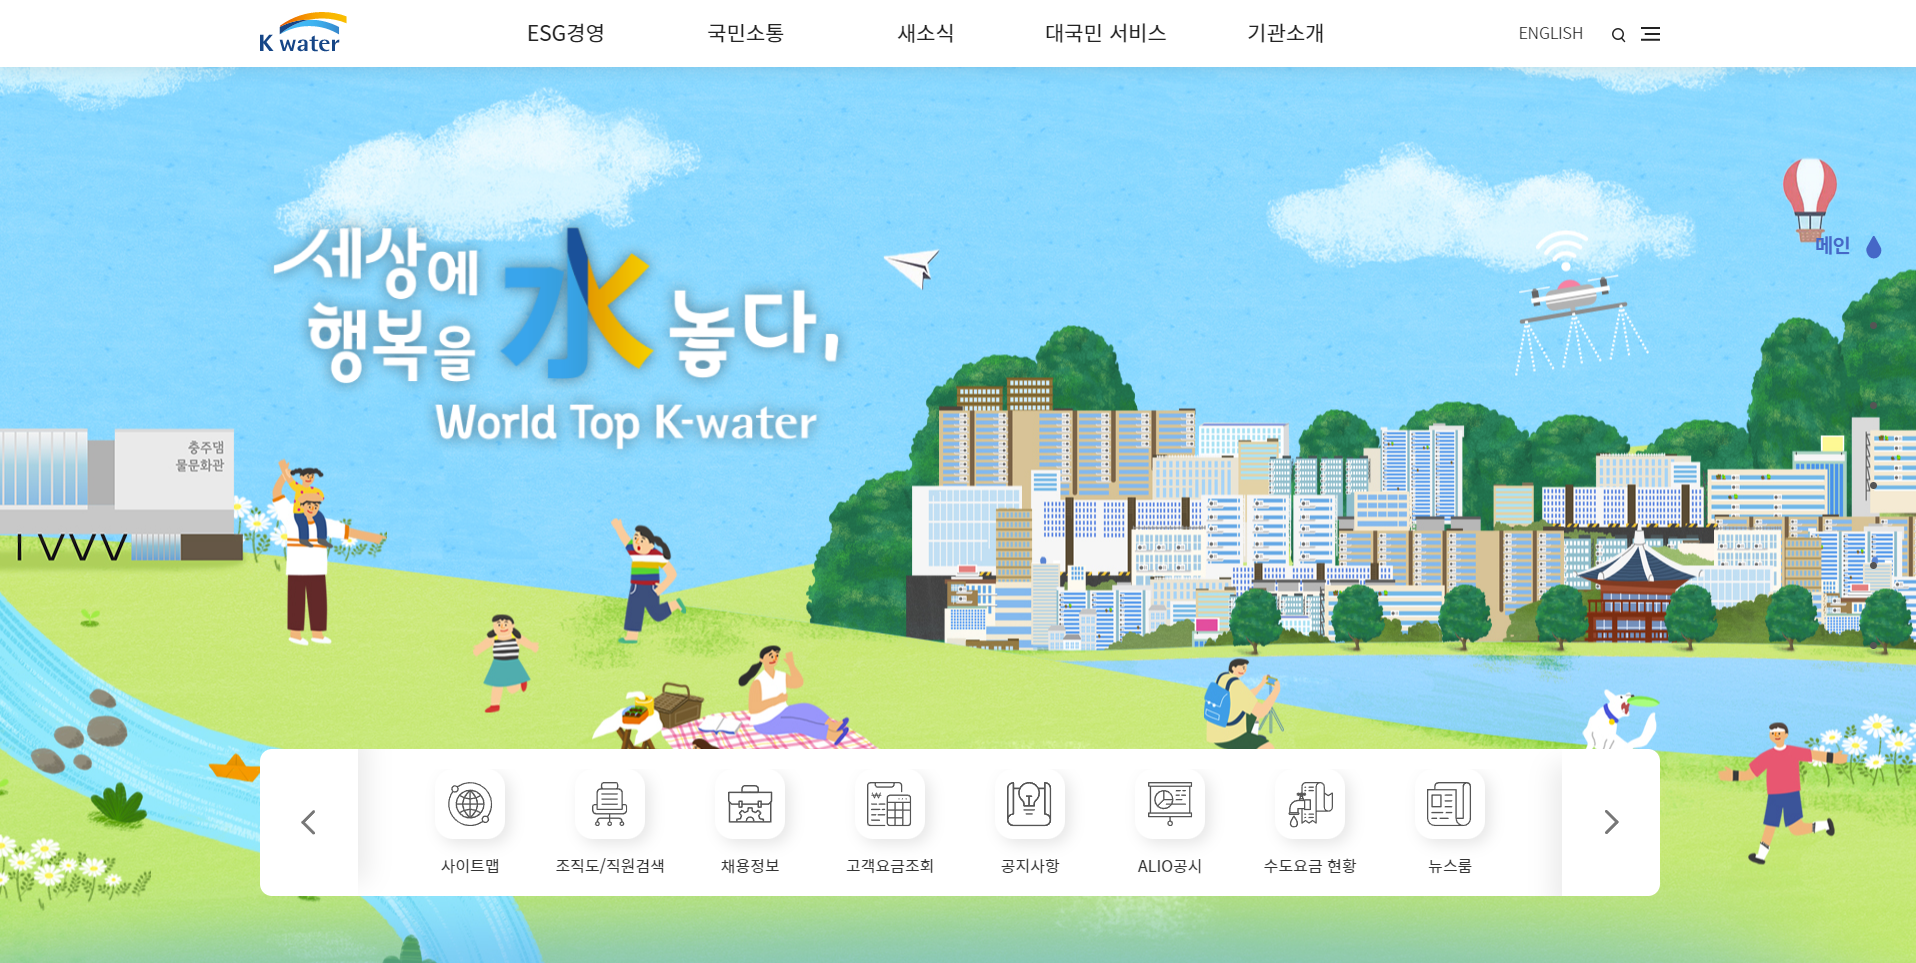 K water
ESG경영
국민소통
새소식
대국민 서비스
기관소개
ENGLISH
메인
세상에
행복을 水 놓다,
World Top K-water
충주댐
물문화관
사이트맵
조직도/직원검색
채용정보
고객요금조회
공지사항
ALIO공시
수도요금 현황
뉴스룸